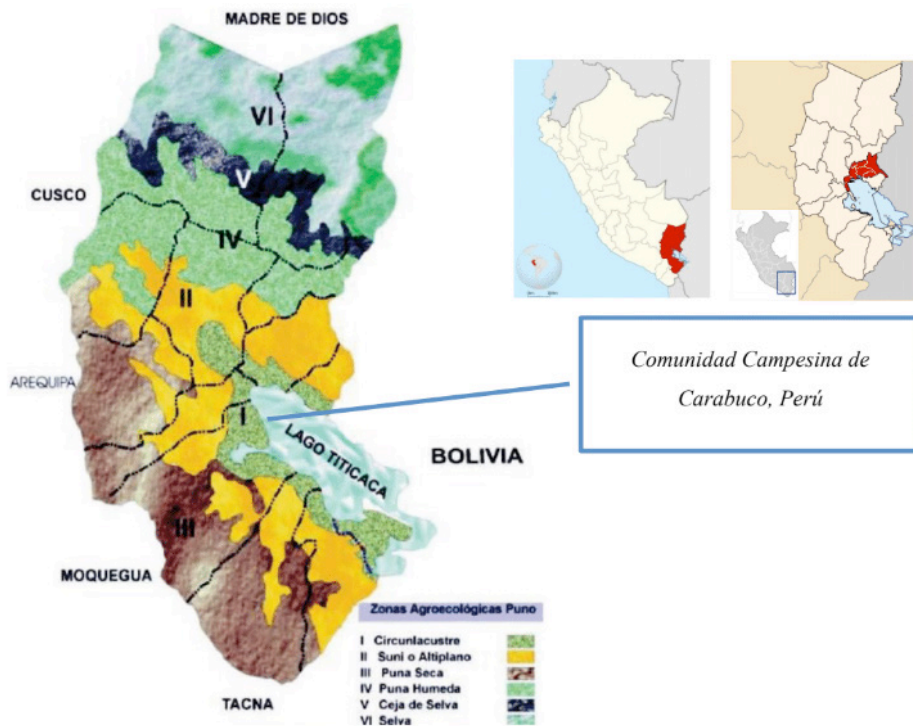 MADRE DE DIOS
VI
V
CUSCO
IV
II
AREQUIPA
I
LAGO TITICACA
BOLIVIA
III
MOQUEGUA
TACNA
Comunidad Campesina de
Carabuco, Perú
Zonas Agroecológicas Puno
I Circunlacustre
II Suni o Altiplano
III Puna Seca
IV Puna Humeda
V Ceja de Selva
VI Selva